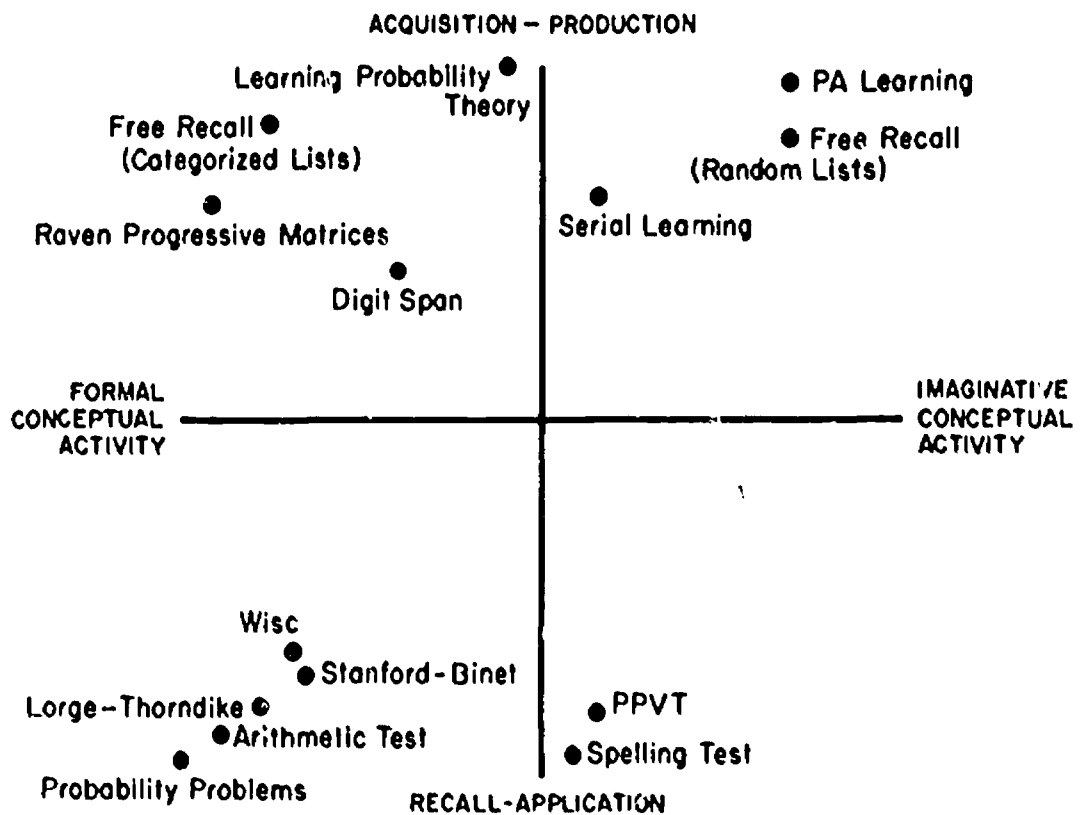 ACQUISITION - PRODUCTION
Learning Probability
Theory
PA Learning
Free Recall
(Categorized Lists)
Free Recall
(Random Lists)
Raven Progressive Matrices
Serial Learning
Digit Span
FORMAL
CONCEPTUAL
ACTIVITY
IMAGINATIVE
CONCEPTUAL
ACTIVITY
Wisc
Stanford-Binet
Lorge-Thorndike
PPVT
Arithmetic Test
Spelling Test
Probability Problems
RECALL-APPLICATION